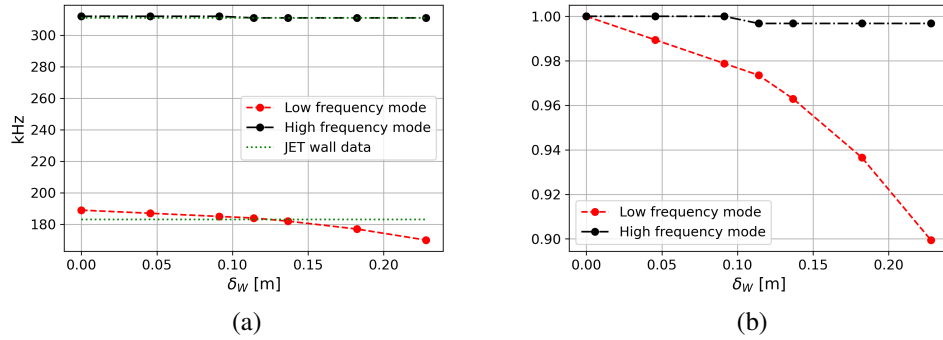 300
280
260
240
220
200
180
kHz
Low frequency mode
High frequency mode
JET wall data
0.00 0.05 0.10 0.15 0.20
δW [m]
(a)
1.00
0.98
0.96
0.94
0.92
0.90
Low frequency mode
High frequency mode
0.00 0.05 0.10 0.15 0.20
δW [m]
(b)